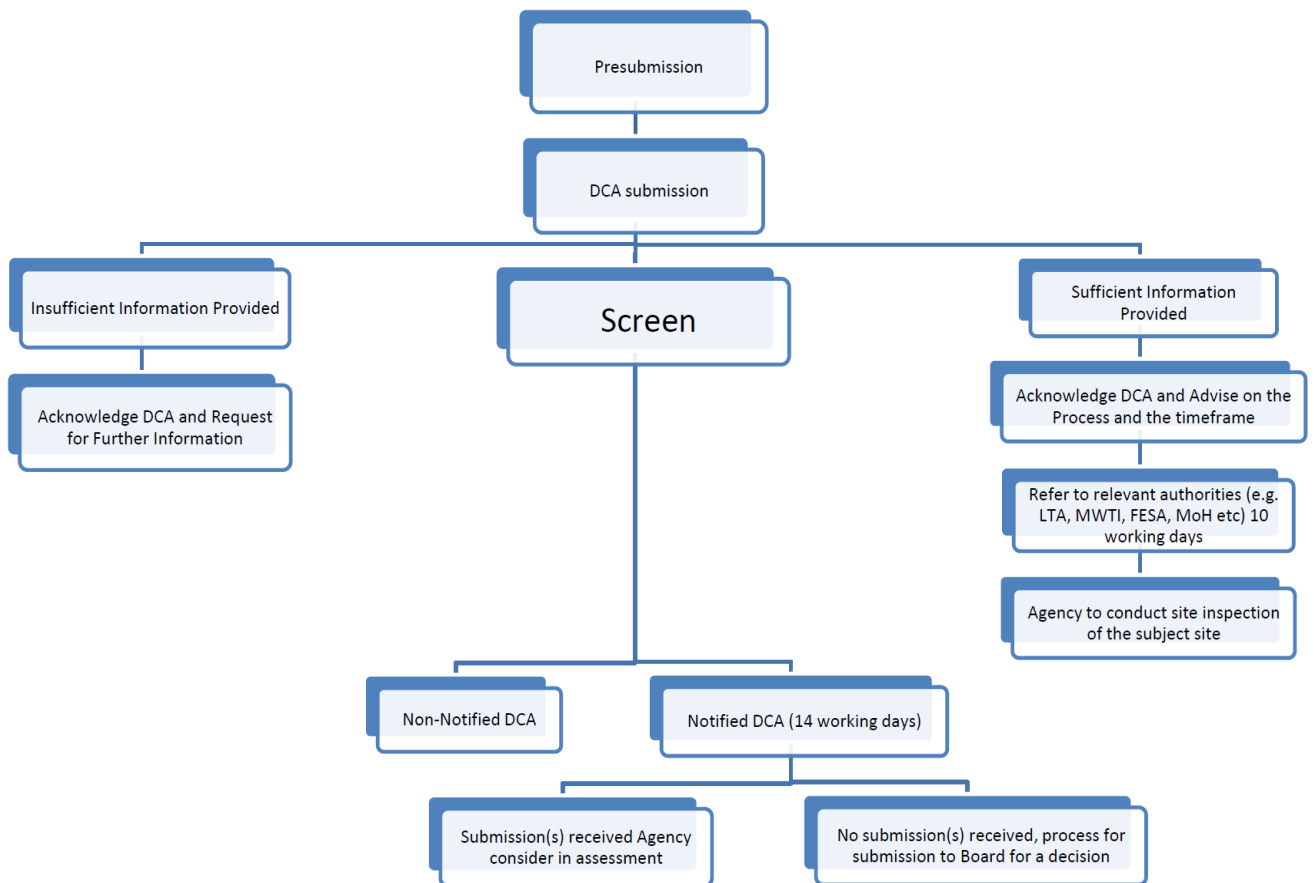 Presubmission
DCA submission
Insufficient Information Provided
Screen
Sufficient Information
Provided
Acknowledge DCA and Request
for Further Information
Acknowledge DCA and Advise on the
Process and the timeframe
Refer to relevant authorities (e.g.
LTA, MWTI, FESA, MoH etc) 10
working days
Agency to conduct site inspection
of the subject site
Non-Notified DCA
Notified DCA (14 working days)
Submission(s) received Agency
consider in assessment
No submission(s) received, process for
submission to Board for a decision